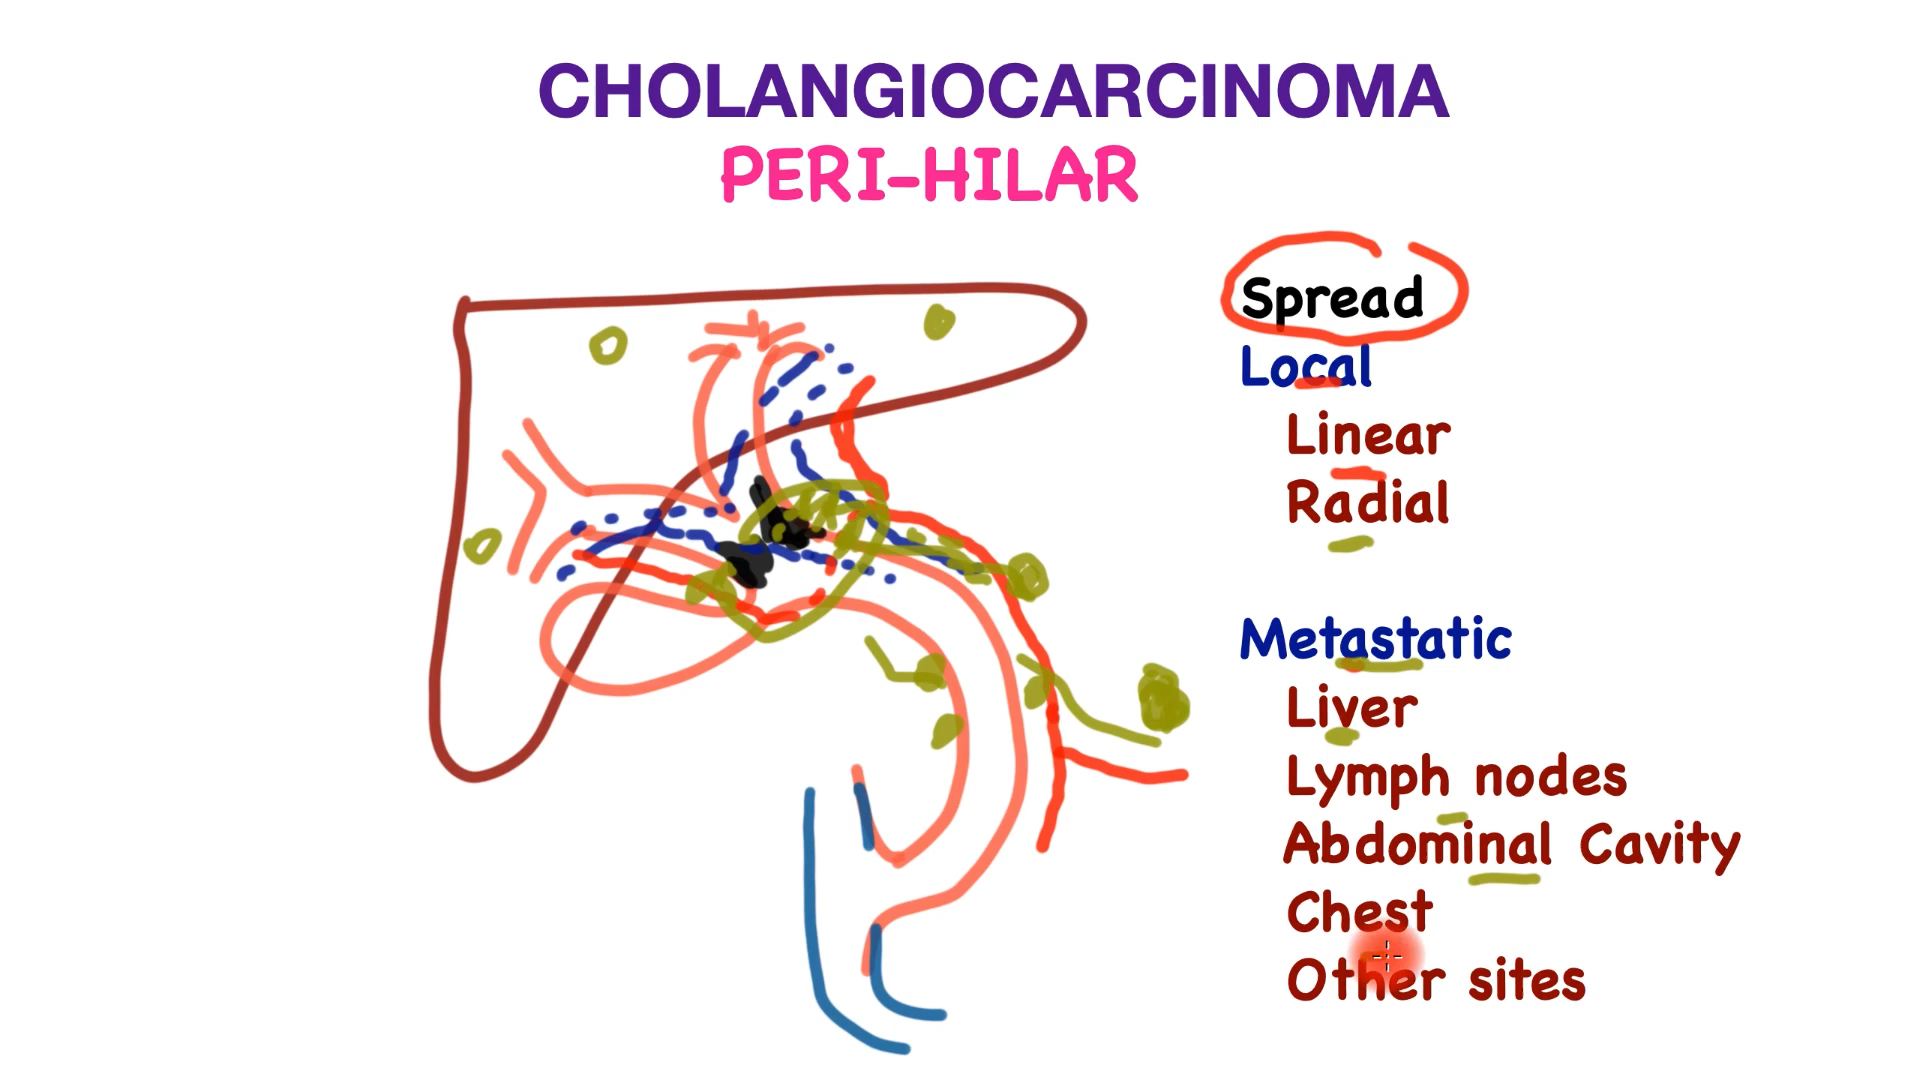 CHOLANGIOCARCINOMA
PERI-HILAR
Spread
Local
Linear
Radial
Metastatic
Liver
Lymph nodes
Abdominal Cavity
Chest
Other sites